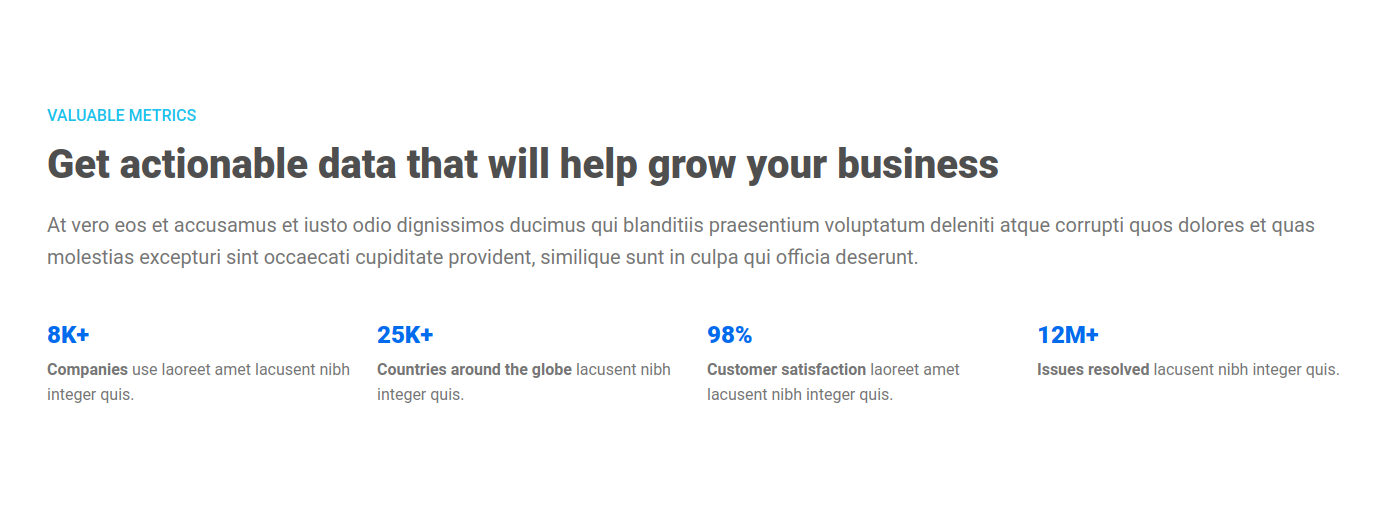 VALUABLE METRICS
Get actionable data that will help grow your business
At vero eos et accusamus et iusto odio dignissimos ducimus qui blanditiis praesentium voluptatum deleniti atque corrupti quos dolores et quas
molestias excepturi sint occaecati cupiditate provident, similique sunt in culpa qui officia deserunt.
8K+
Companies use laoreet amet lacusent nibh
integer quis.
25K+
Countries around the globe lacusent nibh
integer quis.
98%
Customer satisfaction laoreet amet
lacusent nibh integer quis.
12M+
Issues resolved lacusent nibh integer quis.